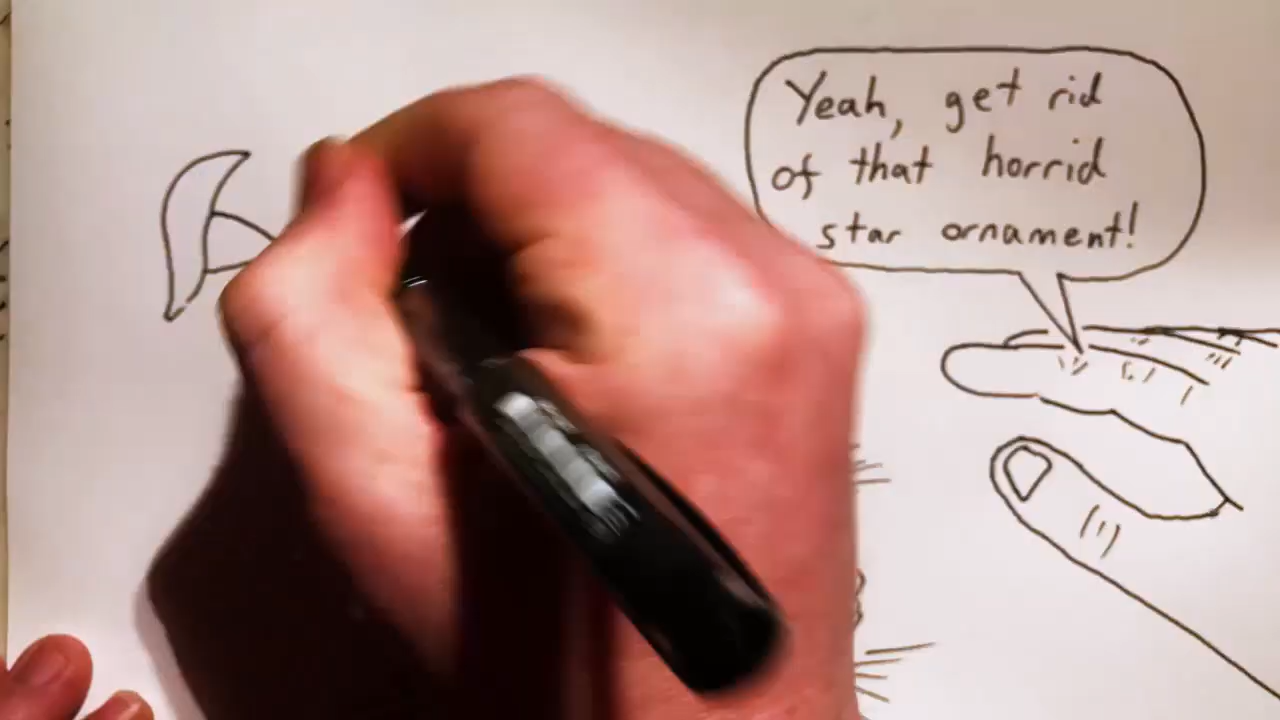 Yeah, get rid
of that horrid
star ornament!